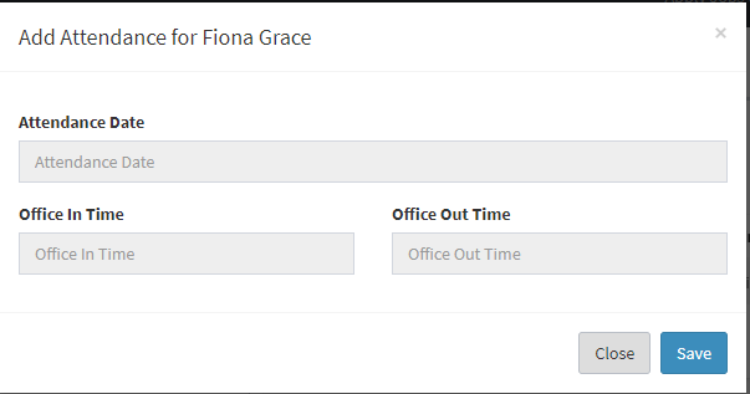 Add Attendance for Fiona Grace ×
Attendance Date
Attendance Date
Office In Time Office Out Time
Office In Time Office Out Time
Close Save